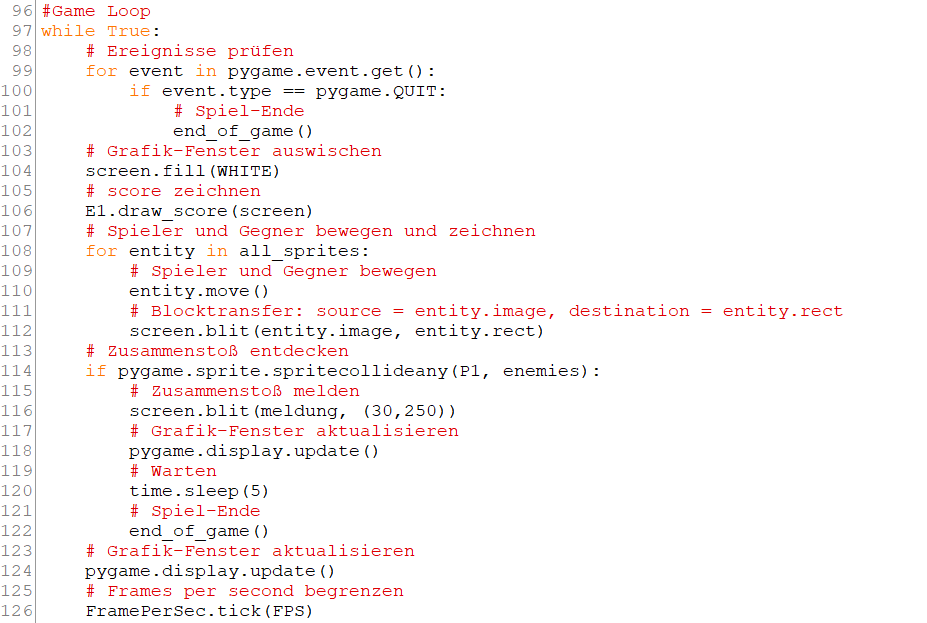 96 #Game Loop
97 while True:
98     # Ereignisse prüfen
99     for event in pygame.event.get():
100         if event.type == pygame.QUIT:
101             # Spiel-Ende
102             end_of_game()
103     # Grafik-Fenster auswischen
104     screen.fill(WHITE)
105     # score zeichnen
106     E1.draw_score(screen)
107     # Spieler und Gegner bewegen und zeichnen
108     for entity in all_sprites:
109         # Spieler und Gegner bewegen
110         entity.move()
111         # Blocktransfer: source = entity.image, destination = entity.rect
112         screen.blit(entity.image, entity.rect)
113     # Zusammenstoß entdecken
114     if pygame.sprite.spritecollideany(P1, enemies):
115         # Zusammenstoß melden
116         screen.blit(meldung, (30,250))
117         # Grafik-Fenster aktualisieren
118         pygame.display.update()
119         # Warten
120         time.sleep(5)
121         # Spiel-Ende
122         end_of_game()
123     # Grafik-Fenster aktualisieren
124     pygame.display.update()
125     # Frames per second begrenzen
126     FramePerSec.tick(FPS)